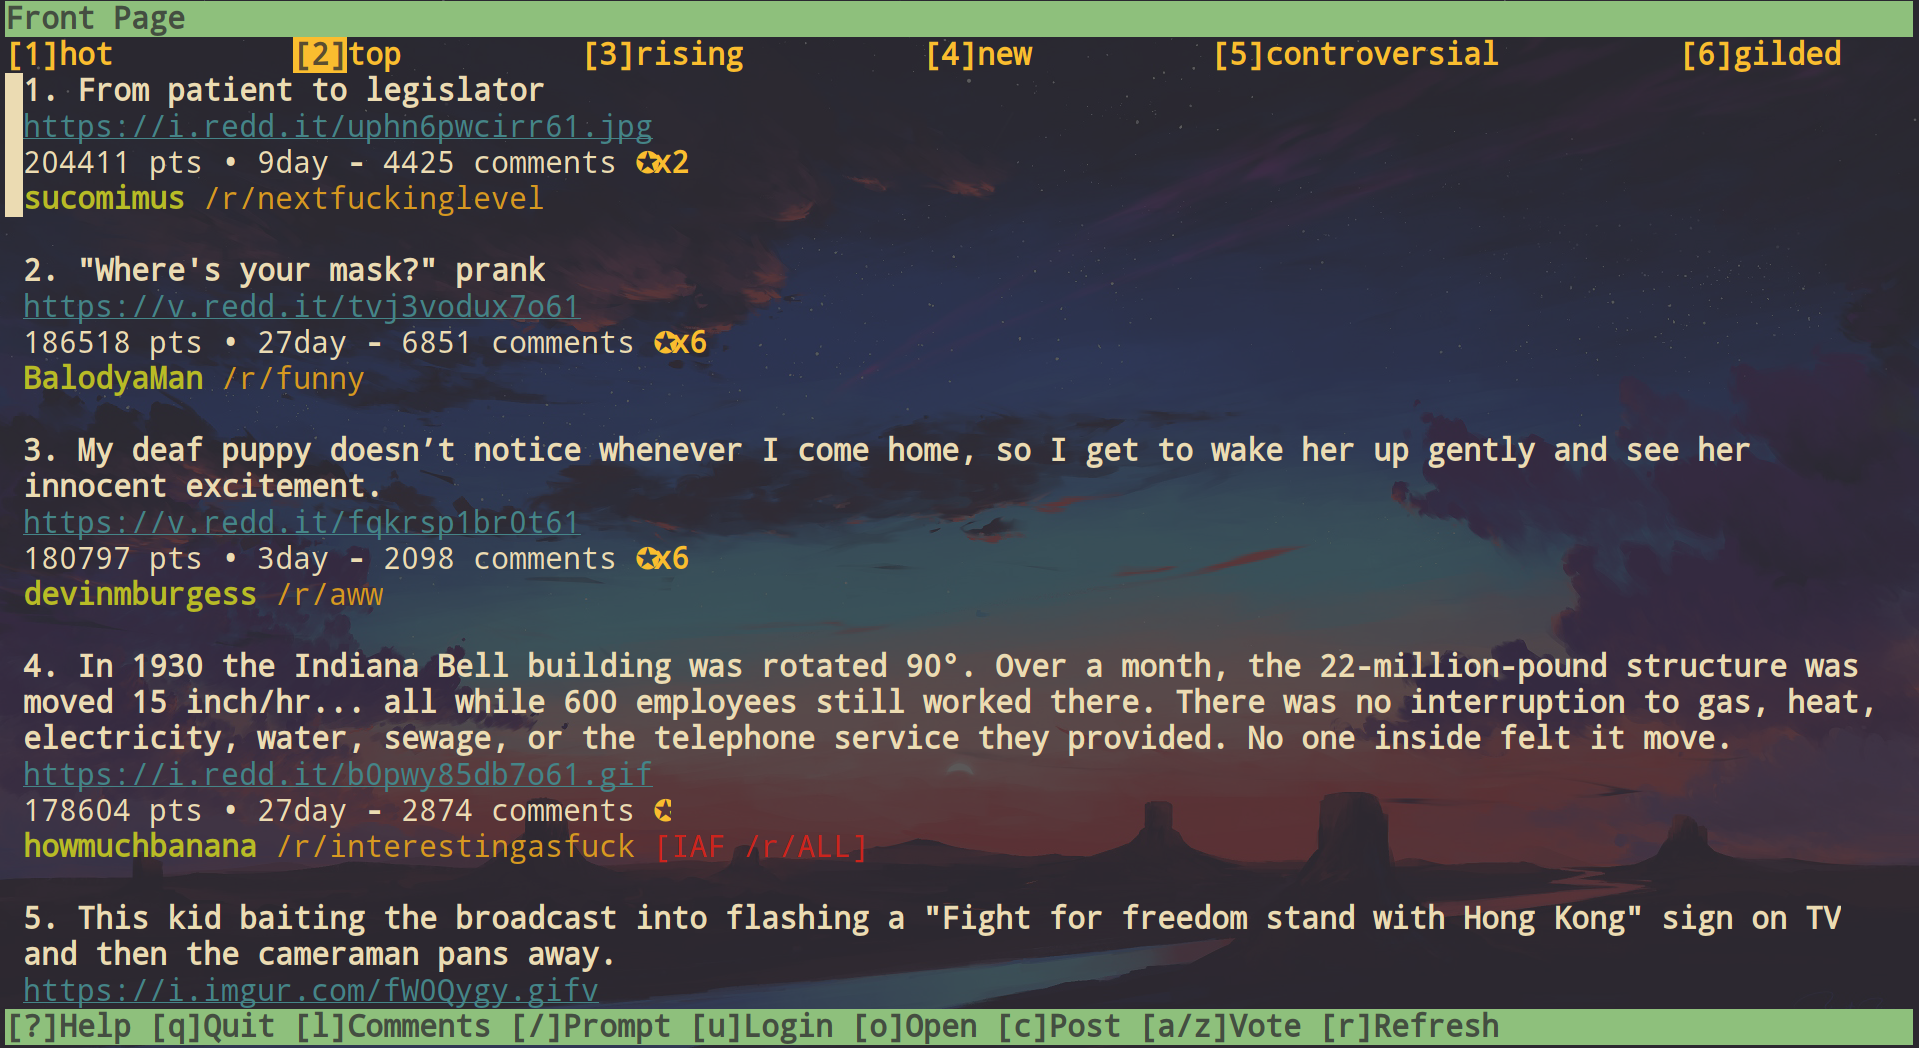 Front Page
[1]hot [2]top [3]rising [4]new [5]controversial [6]gilded
1. From patient to legislator
https://i.redd.it/uphn6pwcirr61.jpg
204411 pts • 9day - 4425 comments ✪x2
sucomimus /r/nextfuckinglevel
2. "Where's your mask?" prank
https://v.redd.it/tvj3vodux7o61
186518 pts • 27day - 6851 comments ✪x6
BalodyaMan /r/funny
3. My deaf puppy doesn’t notice whenever I come home, so I get to wake her up gently and see her
innocent excitement.
https://v.redd.it/fqkrsp1br0t61
180797 pts • 3day - 2098 comments ✪x6
devinmburgess /r/aww
4. In 1930 the Indiana Bell building was rotated 90°. Over a month, the 22-million-pound structure was
moved 15 inch/hr... all while 600 employees still worked there. There was no interruption to gas, heat,
electricity, water, sewage, or the telephone service they provided. No one inside felt it move.
https://i.redd.it/b0pwy85db7o61.gif
178604 pts • 27day - 2874 comments ✪
howmuchbanana /r/interestingasfuck [IAF /r/ALL]
5. This kid baiting the broadcast into flashing a "Fight for freedom stand with Hong Kong" sign on TV
and then the cameraman pans away.
https://i.imgur.com/fW0Qygy.gifv
[?]Help [q]Quit [l]Comments [/]Prompt [u]Login [o]Open [c]Post [a/z]Vote [r]Refresh